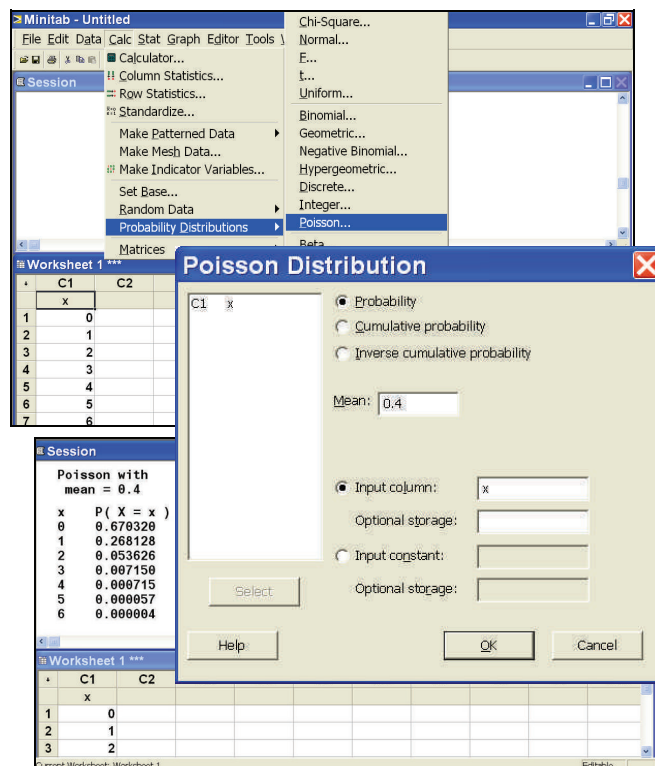 Minitab - Untitled
File Edit Data Calc Stat Graph Editor Tools
Calculator...
Column Statistics...
Row Statistics...
Standardize...
Make Patterned Data
Make Mesh Data...
Make Indicator Variables...
Set Base...
Random Data
Probability Distributions
Matrices
Chi-Square...
Normal...
F...
t...
Uniform...
Binomial...
Geometric...
Negative Binomial...
Hypergeometric...
Discrete...
Integer...
Poisson...
Beta
Session
Worksheet 1 ***
C1 C2
x
1 0
2 1
3 2
4 3
5 4
6 5
7 6
Poisson Distribution
C1 x
Probability
Cumulative probability
Inverse cumulative probability
Mean: 0.4
Input column: x
Optional storage:
Input constant:
Optional storage:
Select
Help
OK
Cancel
Session
Poisson with
mean = 0.4
x P( X = x )
0 0.670320
1 0.268128
2 0.053626
3 0.007150
4 0.000715
5 0.000057
6 0.000004
Worksheet 1 ***
C1 C2
x
1 0
2 1
3 2
Current Worksheet: Worksheet 1
Editable